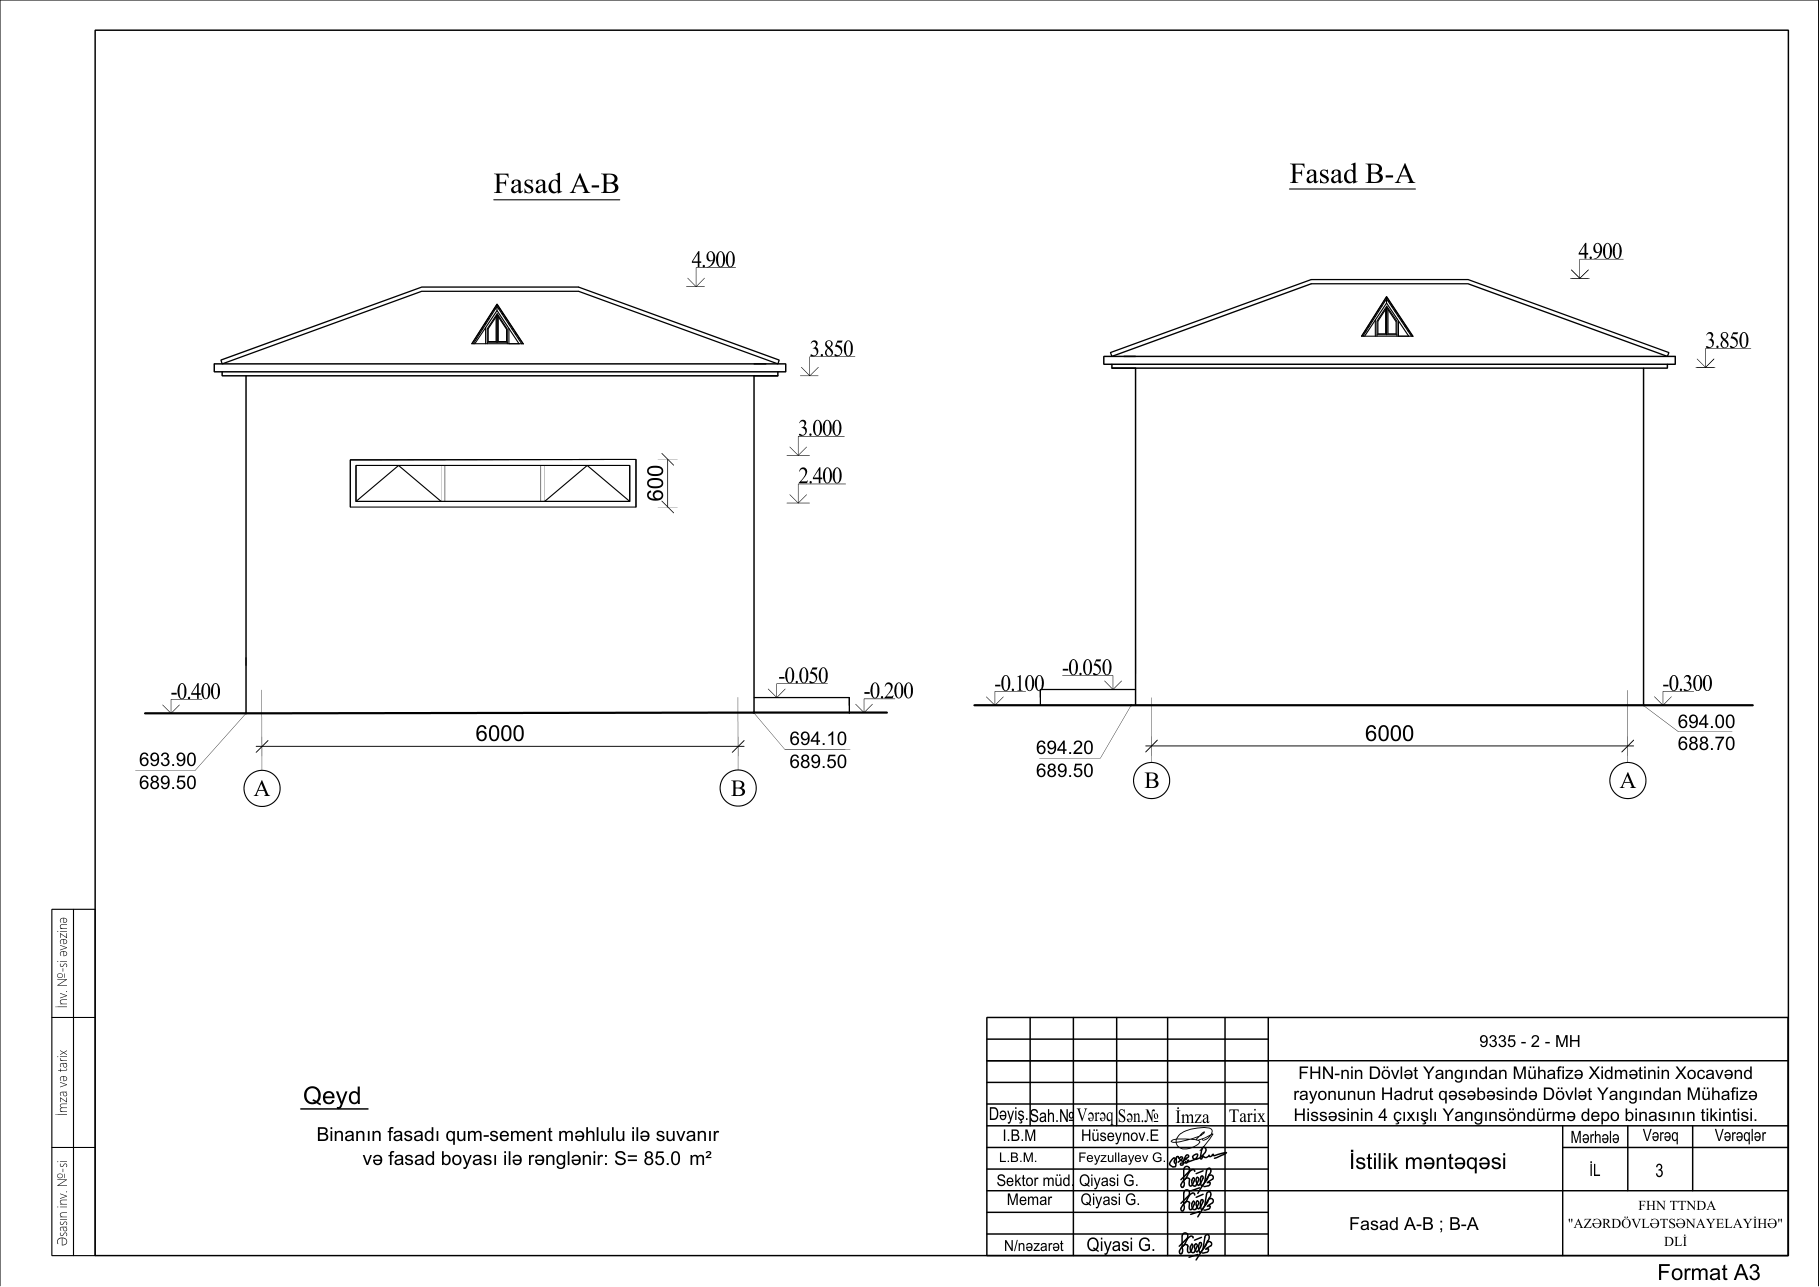 Fasad A-B
4.900
3.850
3.000
2.400
600
-0.400
-0.050
-0.200
6000
693.90
689.50
694.10
689.50
A
B
Fasad B-A
4.900
3.850
-0.100
-0.050
-0.300
6000
694.20
689.50
694.00
688.70
B
A
İnv. №-si əvəzinə
İmza və tarix
Əsasın inv. №-si
Qeyd
Binanın fasadı qum-sement məhlulu ilə suvanır
və fasad boyası ilə rənglənir: S= 85.0 m²
9335 - 2 - MH
FHN-nin Dövlət Yangından Mühafizə Xidmətinin Xocavənd
rayonunun Hadrut qəsəbəsində Dövlət Yangından Mühafizə
Hissəsinin 4 çıxışlı Yangınsöndürmə depo binasının tikintisi.
Dəyiş. Sah.№ Vərəq Sən.№ İmza Tarix
I.B.M Hüseynov.E
L.B.M. Feyzullayev G.
Sektor müd. Qiyasi G.
Memar Qiyasi G.
N/nəzarət Qiyasi G.
İstilik məntəqəsi
Mərhələ Vərəq Vərəqlər
İL 3
Fasad A-B ; B-A
FHN TTNDA
"AZƏRDÖVLƏTSƏNAYELAYİHƏ"
DLİ
Format A3